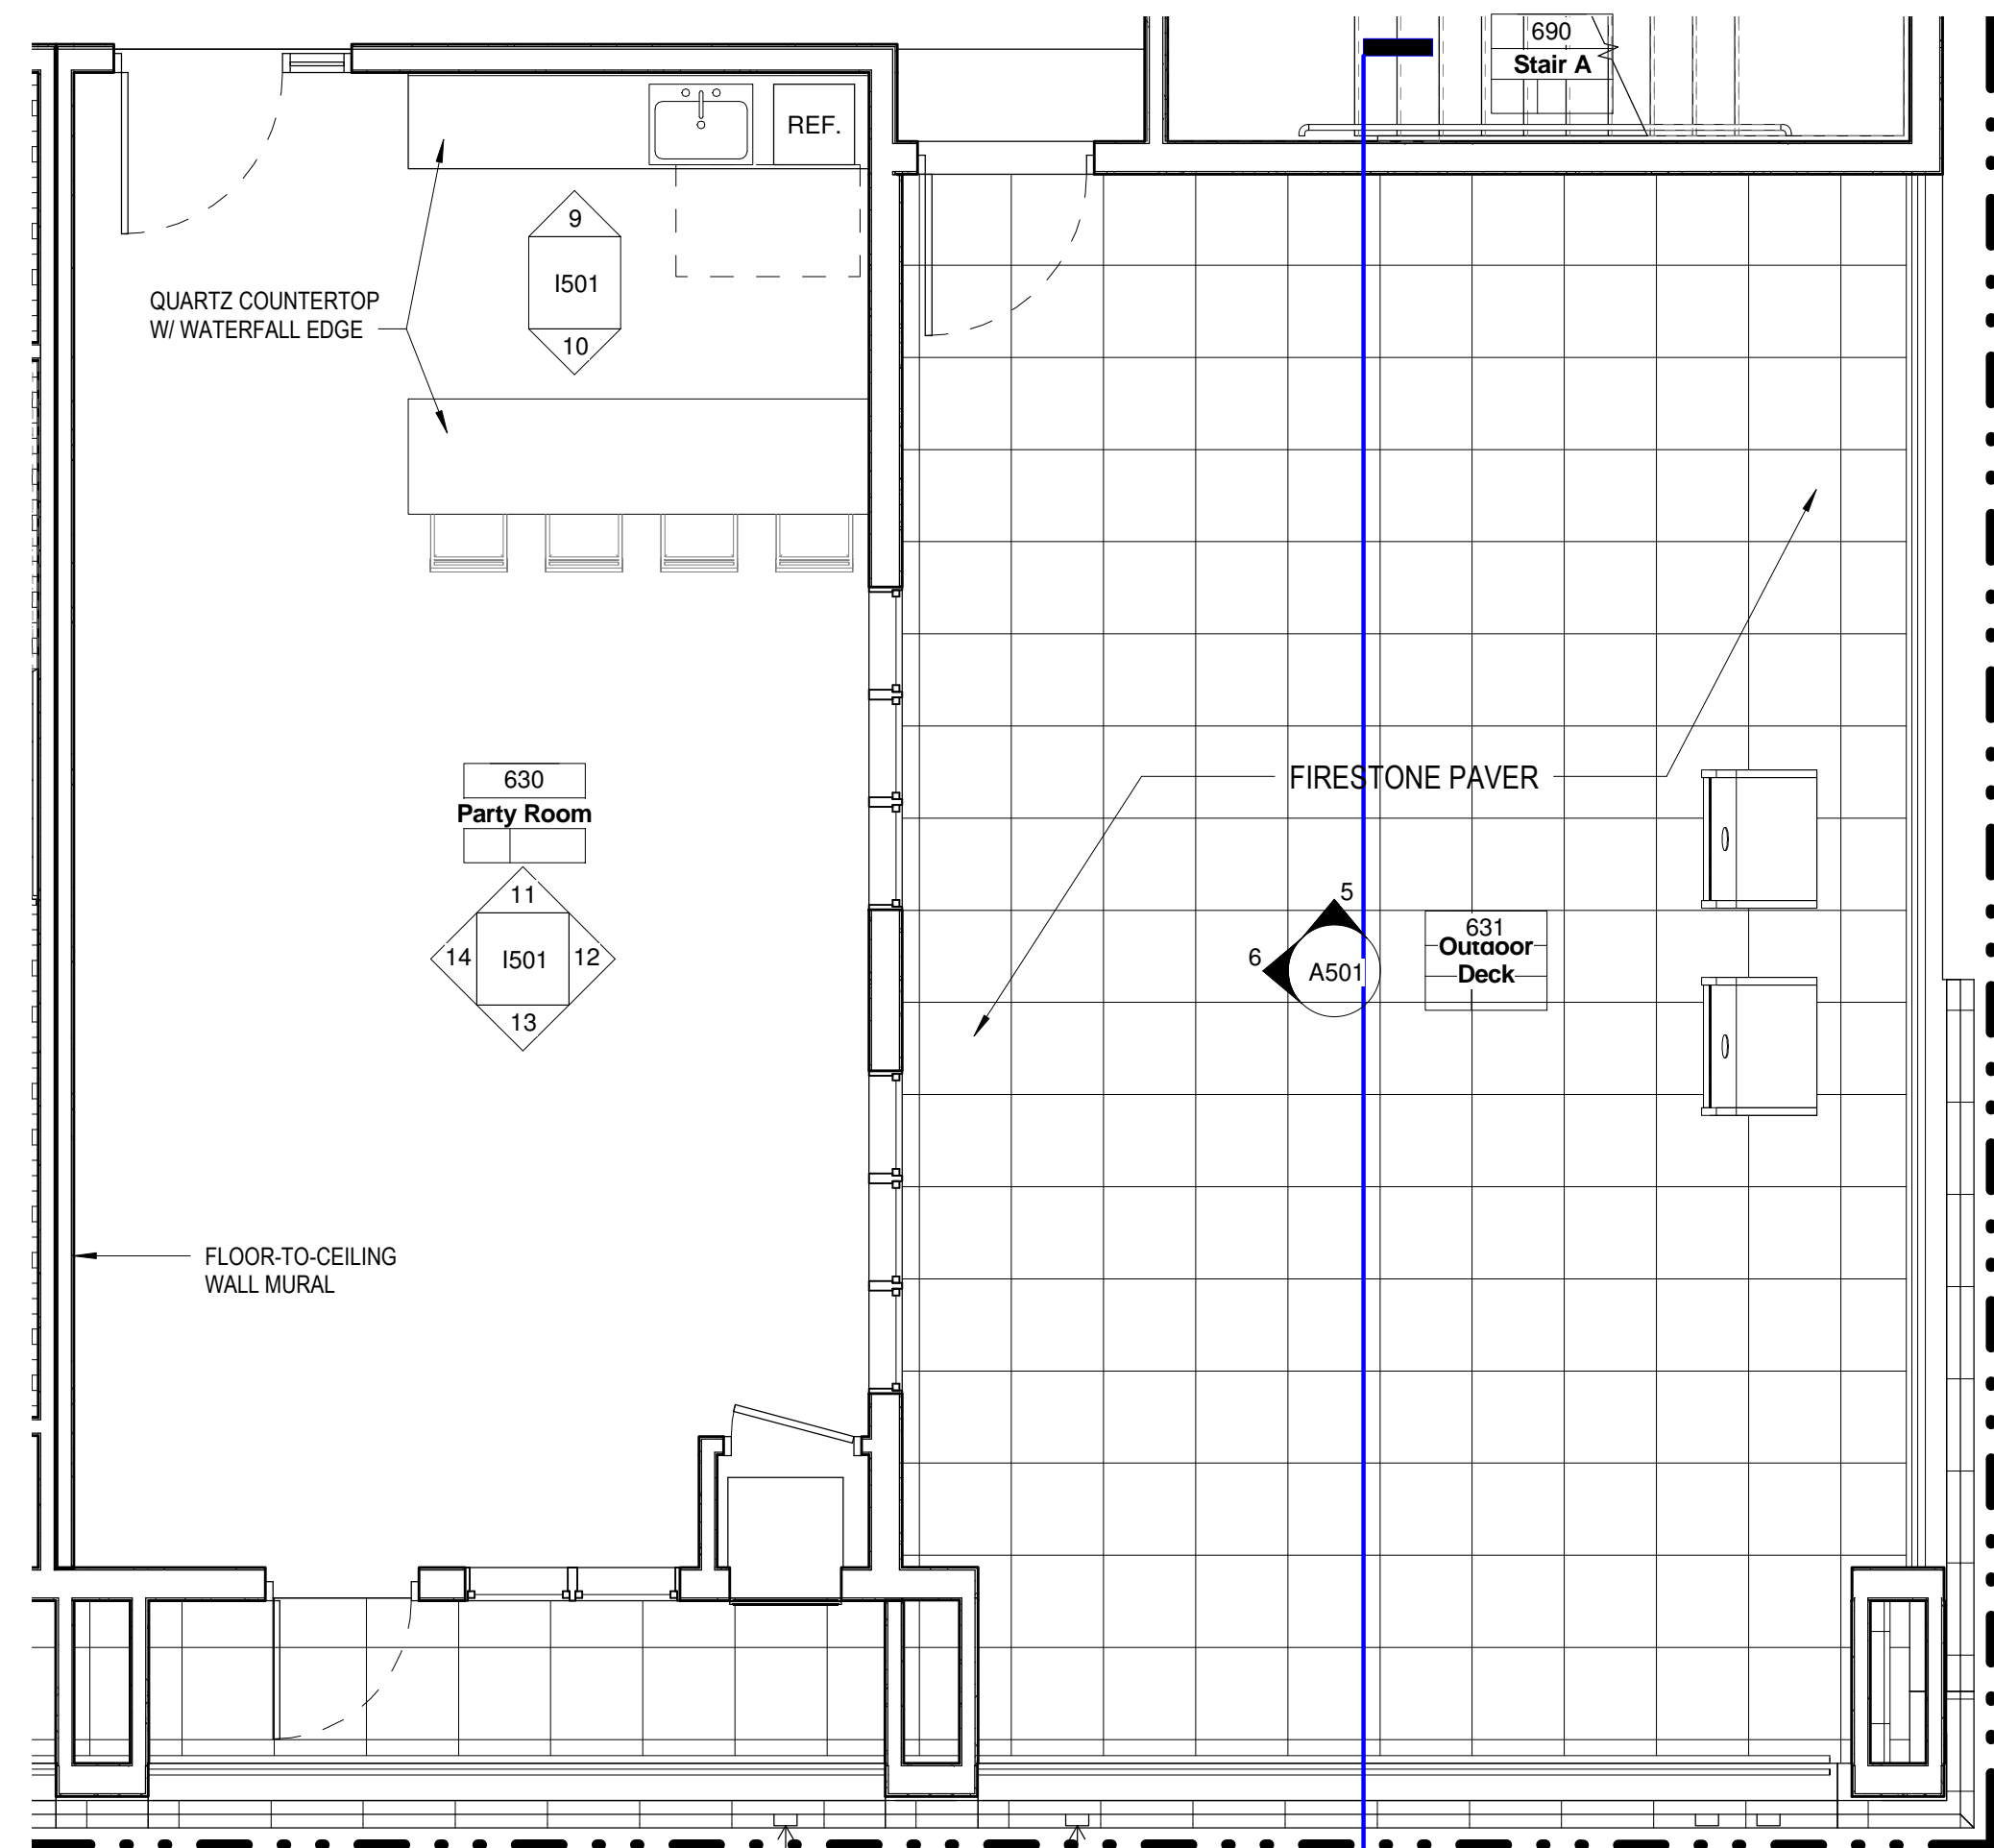 690
Stair A
REF.
9
I501
10
QUARTZ COUNTERTOP
W/ WATERFALL EDGE
630
Party Room
FIRESTONE PAVER
11
14
I501
12
13
5
6
A501
631
Outdoor
Deck
FLOOR-TO-CEILING
WALL MURAL